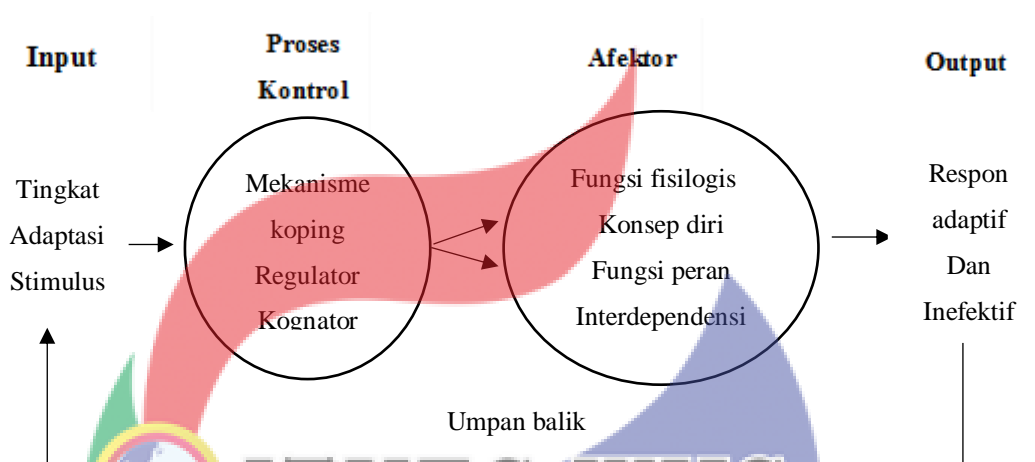 Input
Proses
Kontrol
Afektor
Output
Tingkat
Adaptasi
Stimulus
Mekanisme
koping
Regulator
Kognator
Fungsi fisilogis
Konsep diri
Fungsi peran
Interdependensi
Respon
adaptif
Dan
Inefektif
Umpan balik